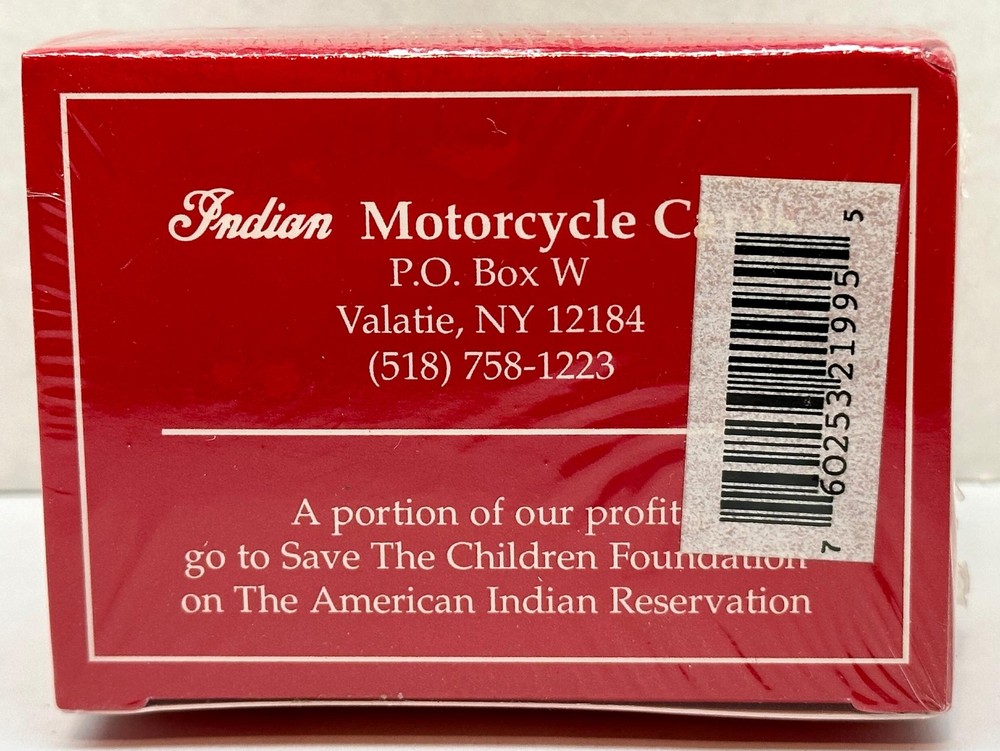 Indian Motorcycle
P.O. Box W
Valatie, NY 12184
(518) 758-1223
A portion of our profit
go to Save The Children Foundation
on The American Indian Reservation
7 60253 21995 5